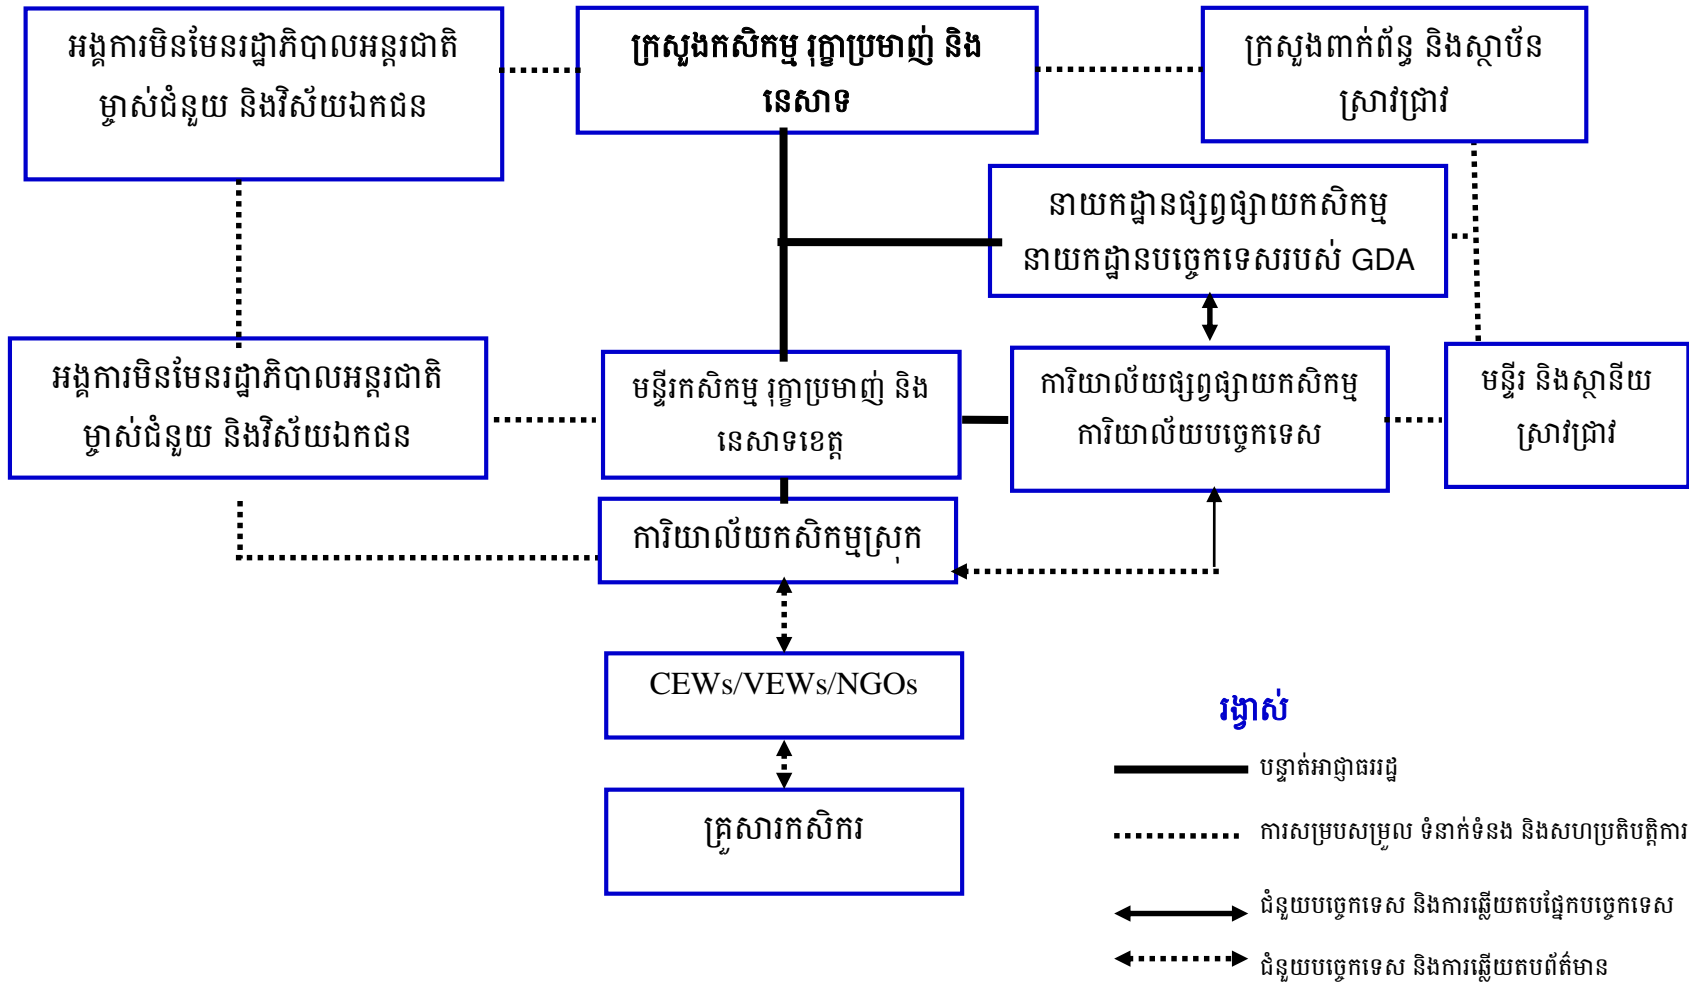 អង្គការមិនមែនរដ្ឋាភិបាលអន្តរជាតិ
ម្ចាស់ជំនួយ និងវិស័យឯកជន
ក្រសួងកសិកម្ម រុក្ខាប្រមាញ់ និង
នេសាទ
ក្រសួងពាក់ព័ន្ធ និងស្ថាប័ន
ស្រាវជ្រាវ
នាយកដ្ឋានផ្សព្វផ្សាយកសិកម្ម
នាយកដ្ឋានបច្ចេកទេសរបស់ GDA
អង្គការមិនមែនរដ្ឋាភិបាលអន្តរជាតិ
ម្ចាស់ជំនួយ និងវិស័យឯកជន
មន្ទីរកសិកម្ម រុក្ខាប្រមាញ់ និង
នេសាទខេត្ត
ការិយាល័យផ្សព្វផ្សាយកសិកម្ម
ការិយាល័យបច្ចេកទេស
មន្ទីរ និងស្ថានីយ
ស្រាវជ្រាវ
ការិយាល័យកសិកម្មស្រុក
CEWs/VEWs/NGOs
គ្រួសារកសិករ
រង្វាស់
បន្ទាត់អាជ្ញាធររដ្ឋ
ការសម្របសម្រួល ទំនាក់ទំនង និងសហប្រតិបត្តិការ
ជំនួយបច្ចេកទេស និងការឆ្លើយតបផ្នែកបច្ចេកទេស
ជំនួយបច្ចេកទេស និងការឆ្លើយតបព័ត៌មាន